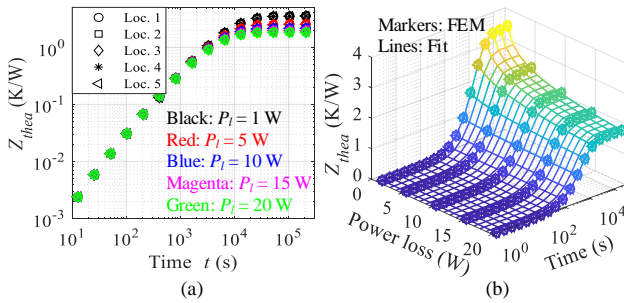 Loc. 1
Loc. 2
Loc. 3
Loc. 4
Loc. 5
Z_thea (K/W)
10^0
10^-1
10^-2
10^-3
Black: P_l = 1 W
Red: P_l = 5 W
Blue: P_l = 10 W
Magenta: P_l = 15 W
Green: P_l = 20 W
10^1 10^2 10^3 10^4 10^5
Time t (s)
(a)
Markers: FEM
Lines: Fit
Z_thea (K/W)
4
3
2
1
0
5
10
15
20
Power loss (W)
10^0
10^2
10^4
Time (s)
(b)